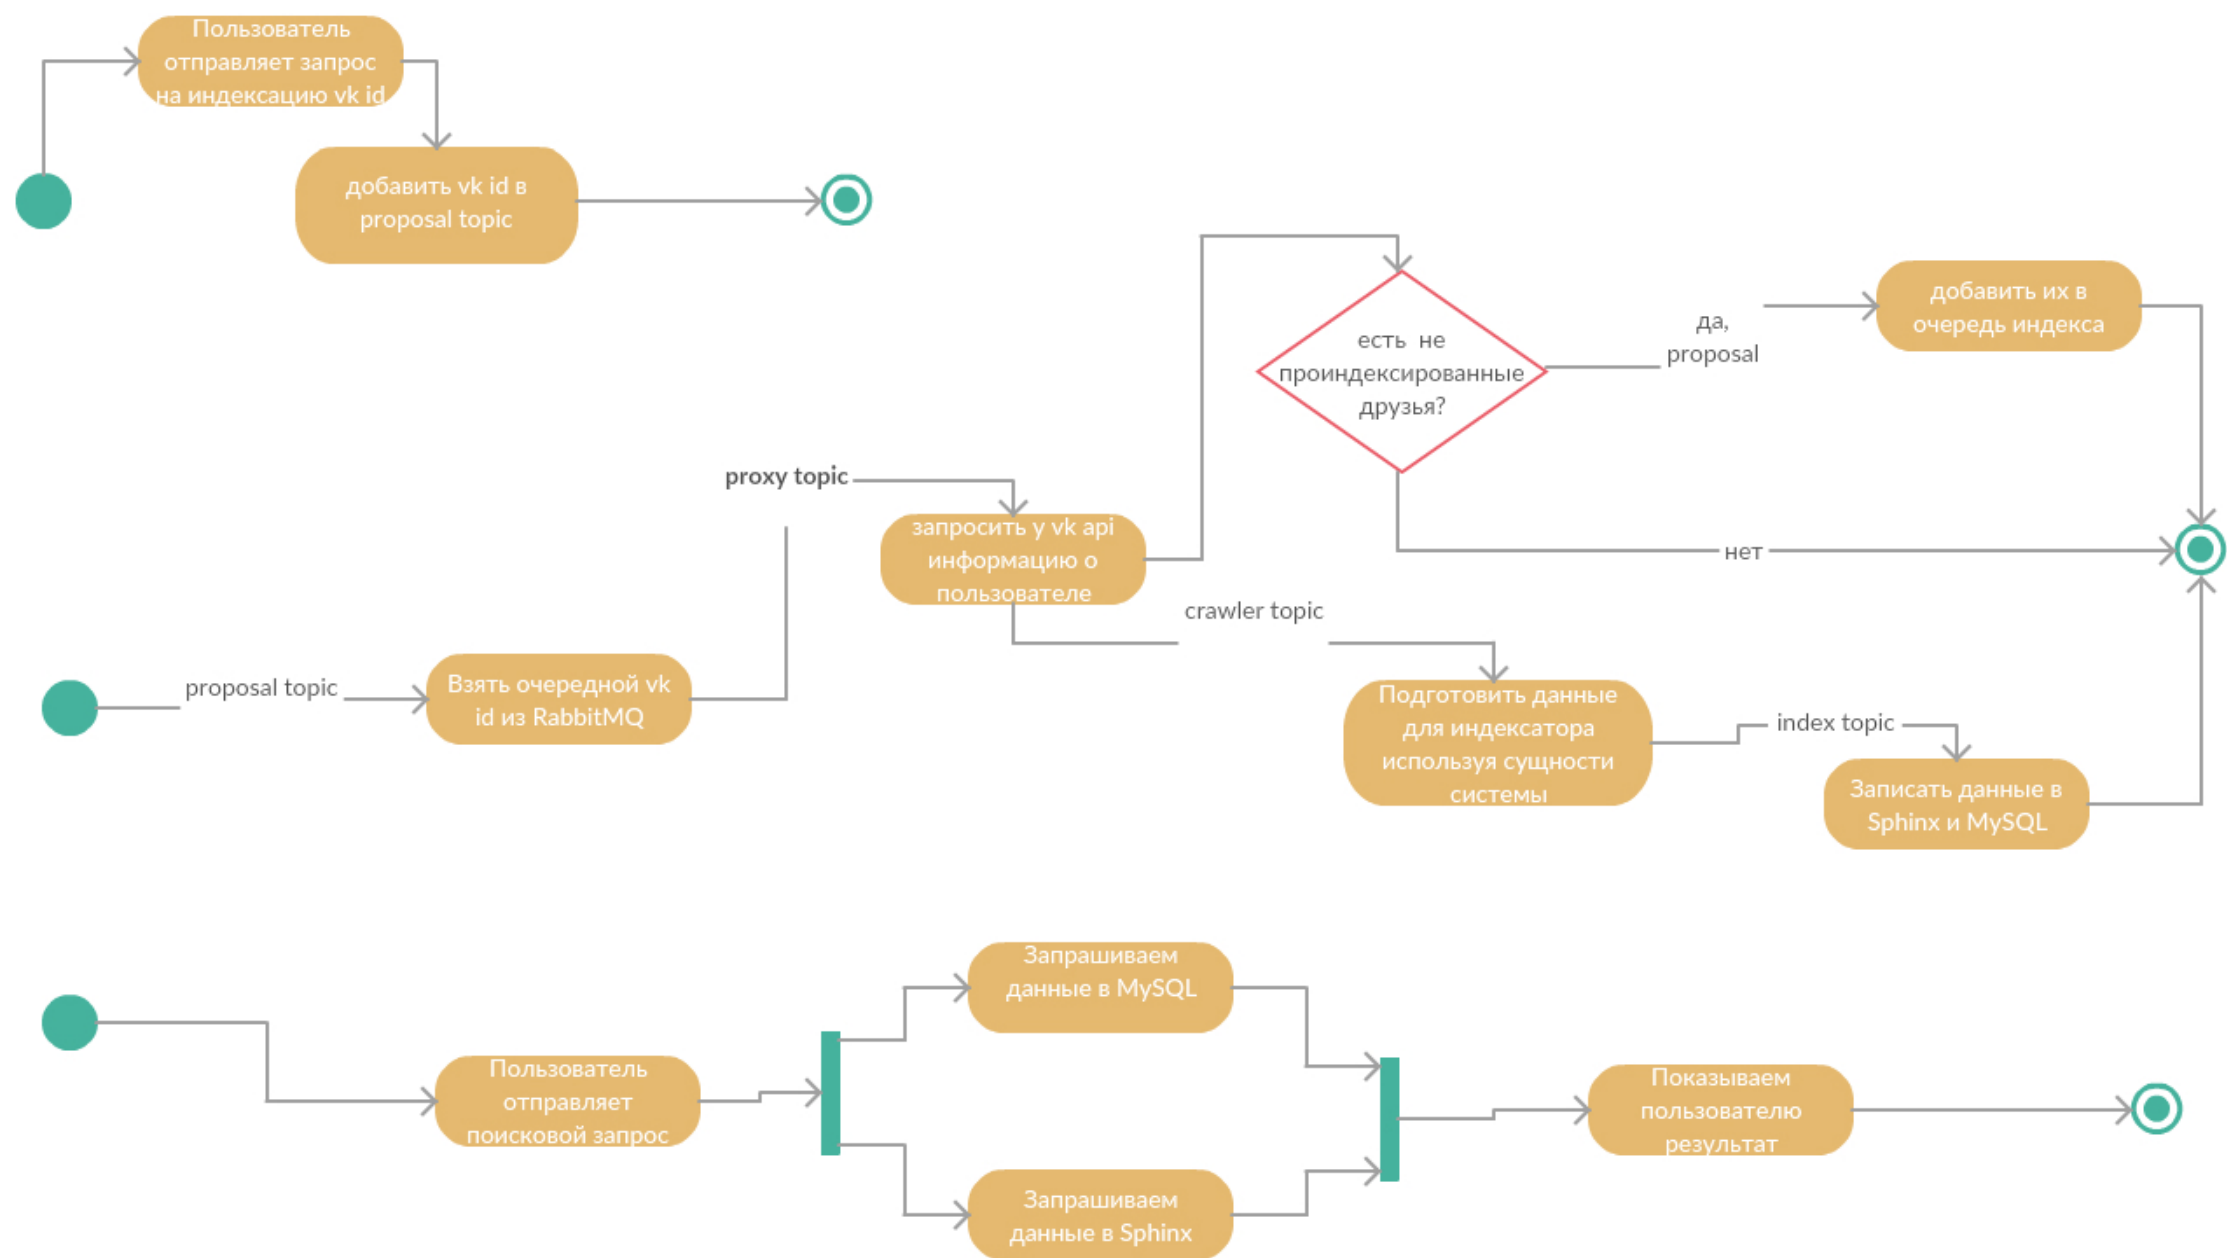 Пользователь
отправляет запрос
на индексацию vk id
добавить vk id в
proposal topic
есть не
проиндексированные
друзья?
да,
proposal
добавить их в
очередь индекса
нет
proxy topic
запросить у vk api
информацию о
пользователе
crawler topic
proposal topic
Взять очередной vk
id из RabbitMQ
Подготовить данные
для индексатора
используя сущности
системы
index topic
Записать данные в
Sphinx и MySQL
Пользователь
отправляет
поисковой запрос
Запрашиваем
данные в MySQL
Запрашиваем
данные в Sphinx
Показываем
пользователю
результат